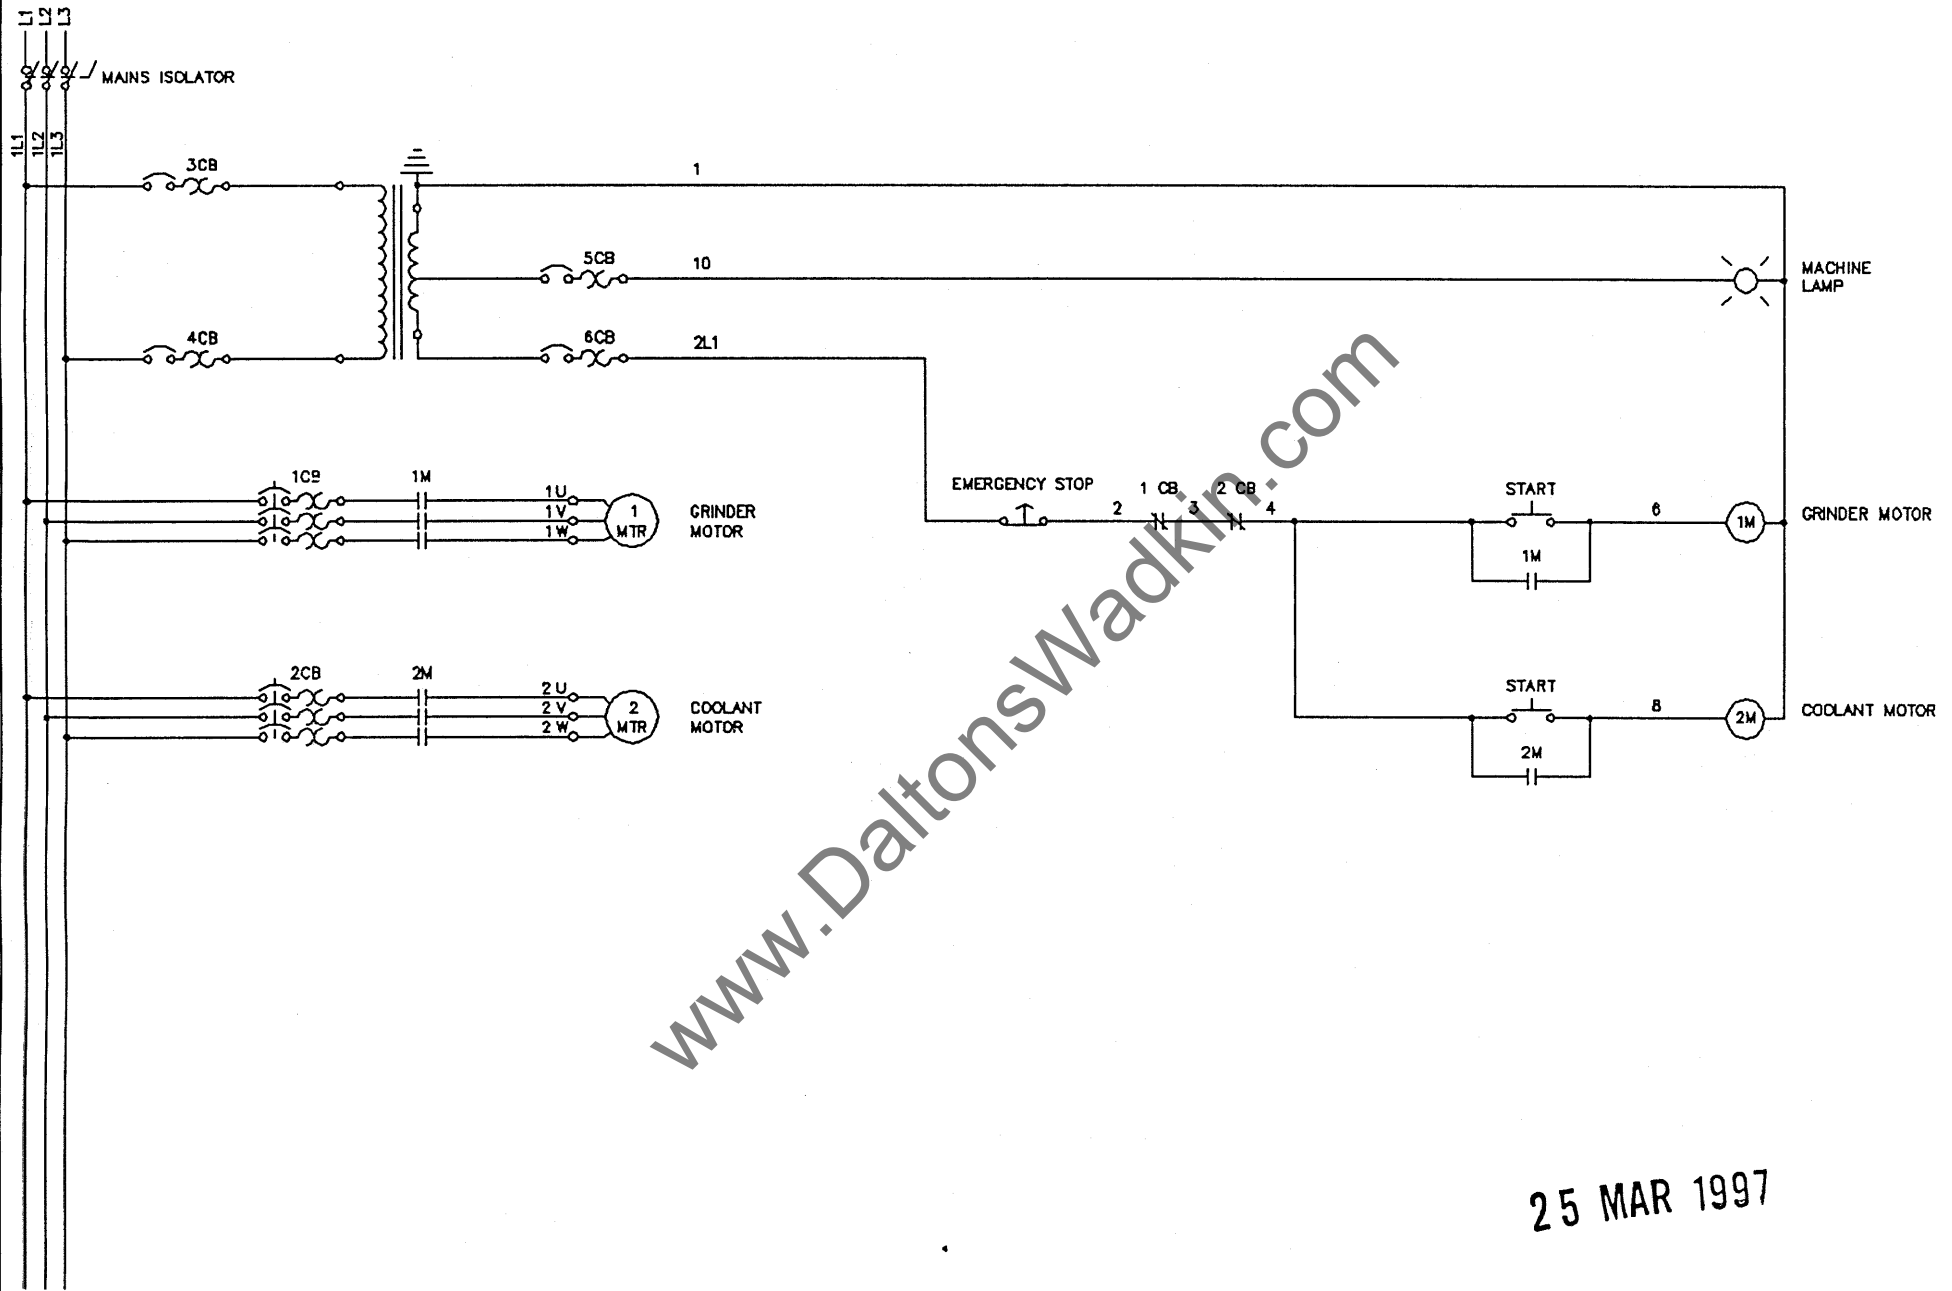 L1 L2 L3
MAINS ISOLATOR
1L1 1L2 1L3
3CB
1
5CB
10
MACHINE
LAMP
4CB
6CB
2L1
1CB
1M
1U
1V
1W
1
MTR
GRINDER
MOTOR
EMERGENCY STOP
2
1 CB
3
2 CB
4
START
1M
6
1M
GRINDER MOTOR
2CB
2M
2U
2V
2W
2
MTR
COOLANT
MOTOR
START
2M
8
2M
COOLANT MOTOR
www.DaltonsWadkin.com
25 MAR 1997